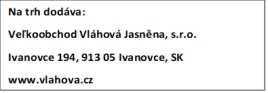 Na trh dodáva:
Veľkoobchod Vláhová Jasněna, s.r.o.
Ivanovce 194, 913 05 Ivanovce, SK
www.vlahova.cz